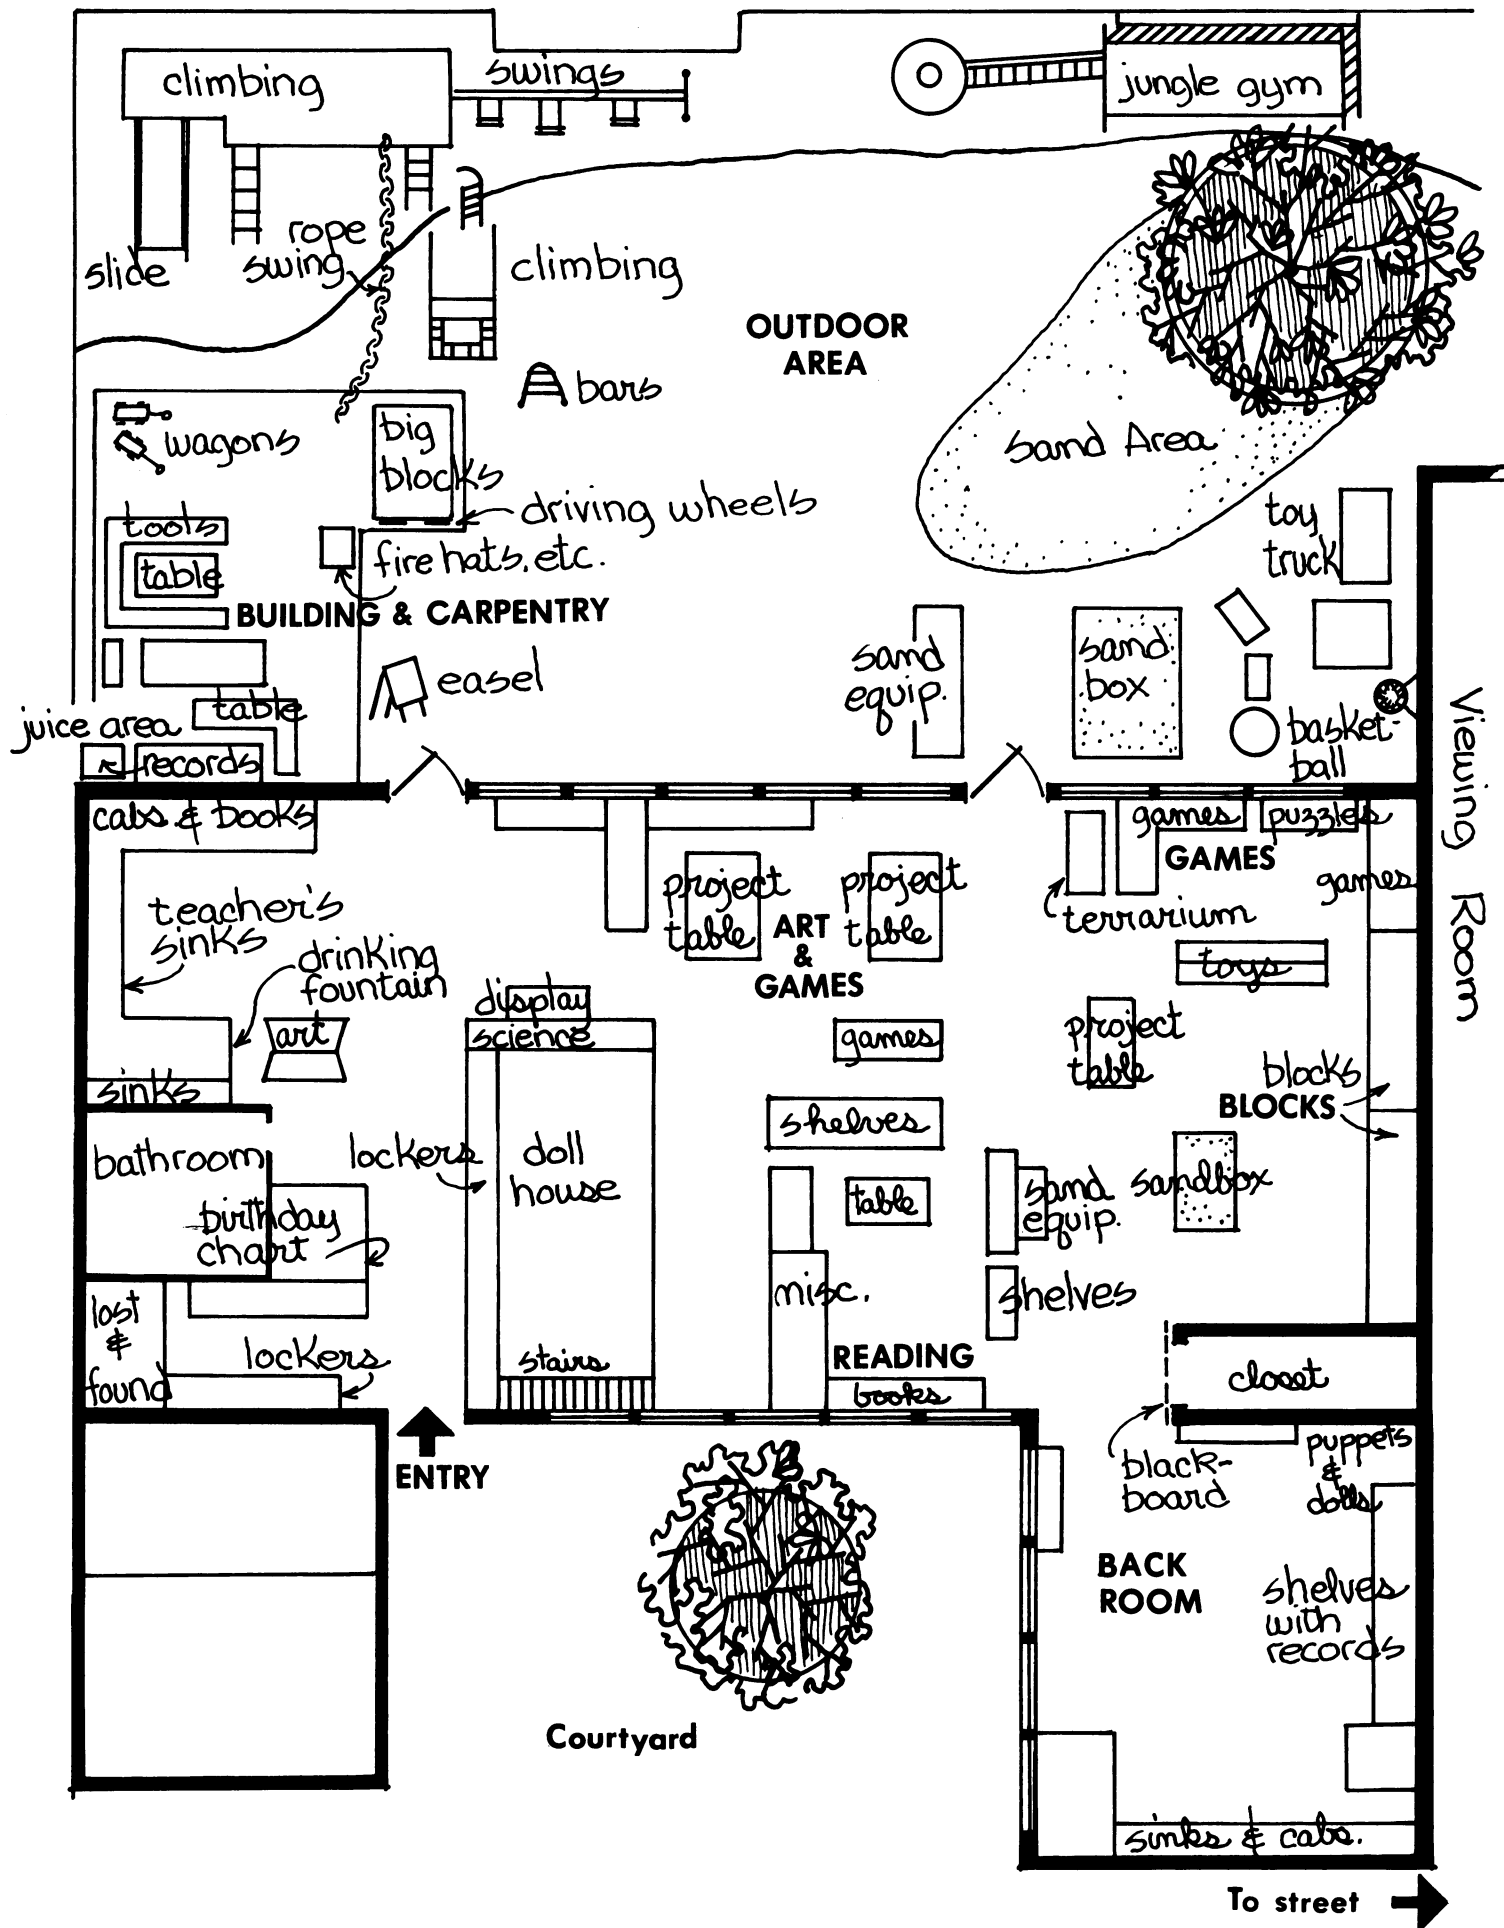 climbing
swings
jungle gym
slide
rope
swing
climbing
OUTDOOR
AREA
bars
wagons
big
blocks
Sand Area
driving wheels
tools
toy
truck
fire hats, etc.
table
BUILDING & CARPENTRY
easel
sand
equip.
sand
box
juice area
table
records
basket-
ball
Viewing Room
cabs. & books
games
puzzles
GAMES
games
teacher's
sinks
project
table
project
table
ART
&
GAMES
terrarium
drinking
fountain
toys
display
science
art
games
project
table
sinks
blocks
BLOCKS
shelves
bathroom
lockers
doll
house
table
sand
equip.
sandbox
birthday
chart
misc.
shelves
lost
&
found
lockers
stairs
READING
books
closet
ENTRY
black-
board
puppets
&
dolls
BACK
ROOM
shelves
with
records
Courtyard
sinks & cabs.
To street